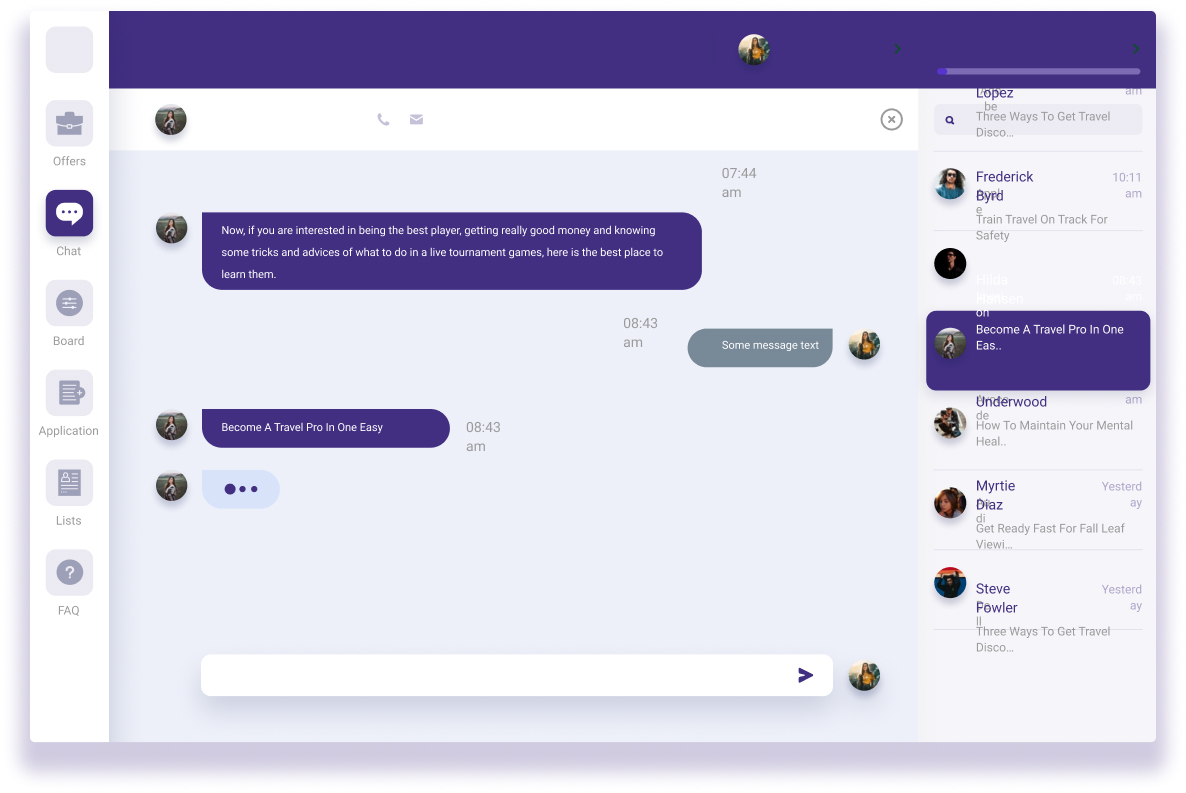 Offers
Chat
Board
Application
Lists
FAQ
07:44
am
Now, if you are interested in being the best player, getting really good money and knowing
some tricks and advices of what to do in a live tournament games, here is the best place to
learn them.
08:43
am
Some message text
Become A Travel Pro In One Easy
08:43
am
Lopez
am
be
Three Ways To Get Travel
Disco...
Frederick
Byrd
10:11
am
e
Train Travel On Track For
Safety
Hilda
08:43
am
on
Become A Travel Pro In One
Eas..
Underwood
am
de
How To Maintain Your Mental
Heal..
Myrtie
Diaz
Yesterd
ay
di
Get Ready Fast For Fall Leaf
Viewi...
Steve
Fowler
Yesterd
ay
ll
Three Ways To Get Travel
Disco...